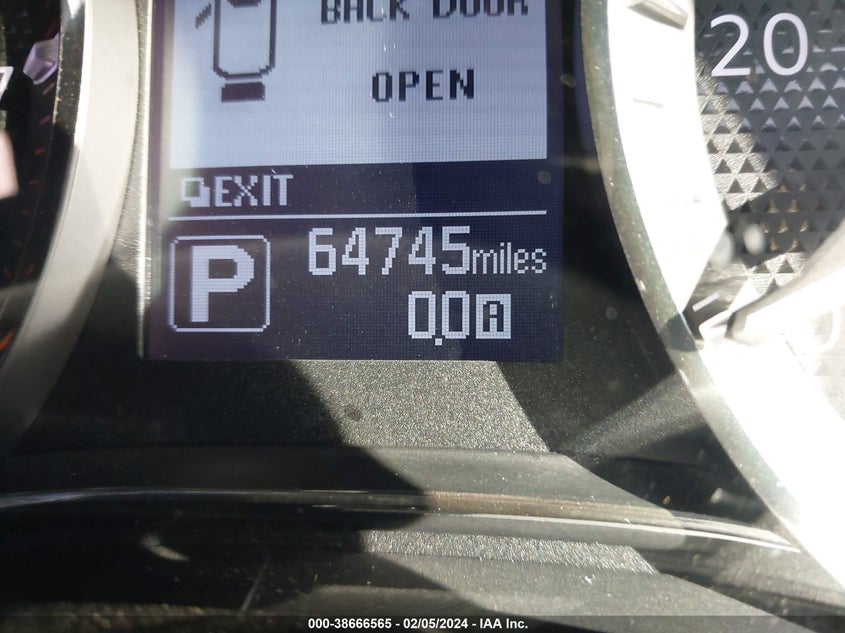 BACK DOOR
OPEN
20
EXIT
P
64745miles
0.0A
000-38666565 - 02/05/2024 - IAA Inc.